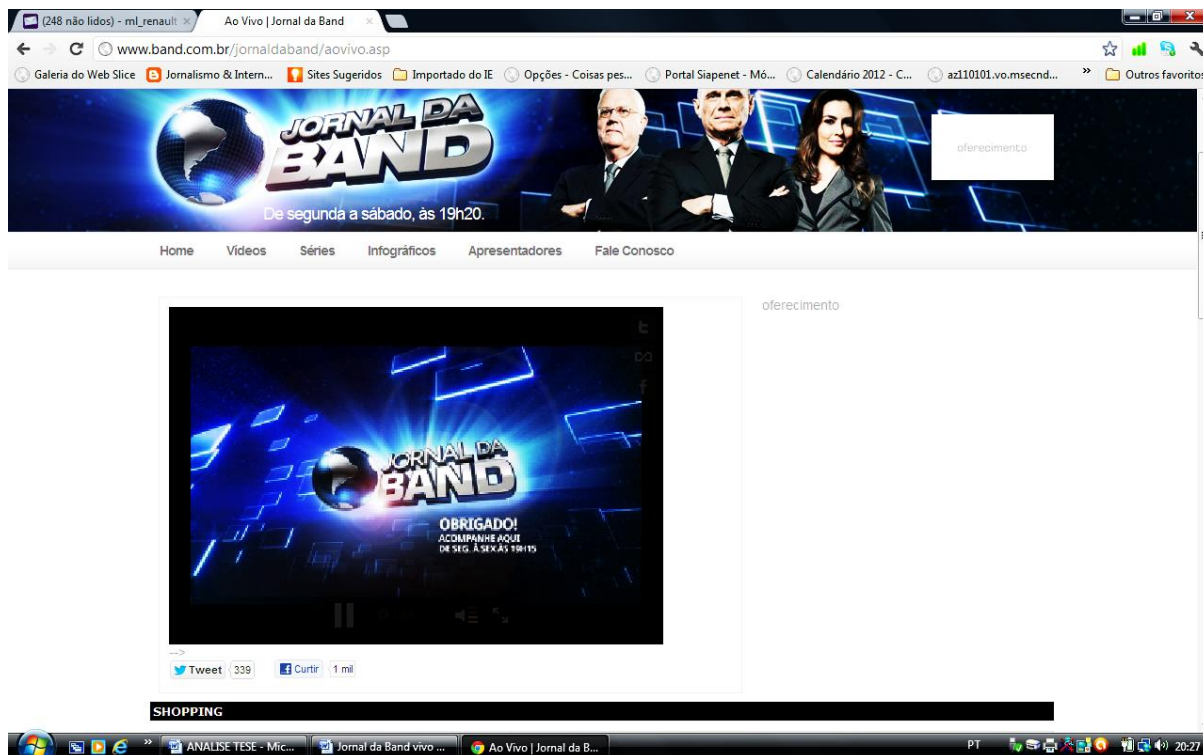 (248 não lidos) - ml_renault
Ao Vivo | Jornal da Band
www.band.com.br/jornaldaband/aovivo.asp
Galeria do Web Slice
Jornalismo & Intern...
Sites Sugeridos
Importado do IE
Opções - Coisas pes...
Portal Siapenet - Mó...
Calendário 2012 - C...
az110101.vo.msecnd...
»
Outros favoritos
JORNAL DA
BAND
De segunda a sábado, às 19h20.
oferecimento
Home
Vídeos
Séries
Infográficos
Apresentadores
Fale Conosco
oferecimento
JORNAL DA
BAND
OBRIGADO!
ACOMPANHE AQUI
DE SEG. À SEX ÀS 19H15
-->
Tweet
339
Curtir
1 mil
SHOPPING
»
ANALISE TESE - Mic...
Jornal da Band vivo ...
Ao Vivo | Jornal da B...
PT
20:27